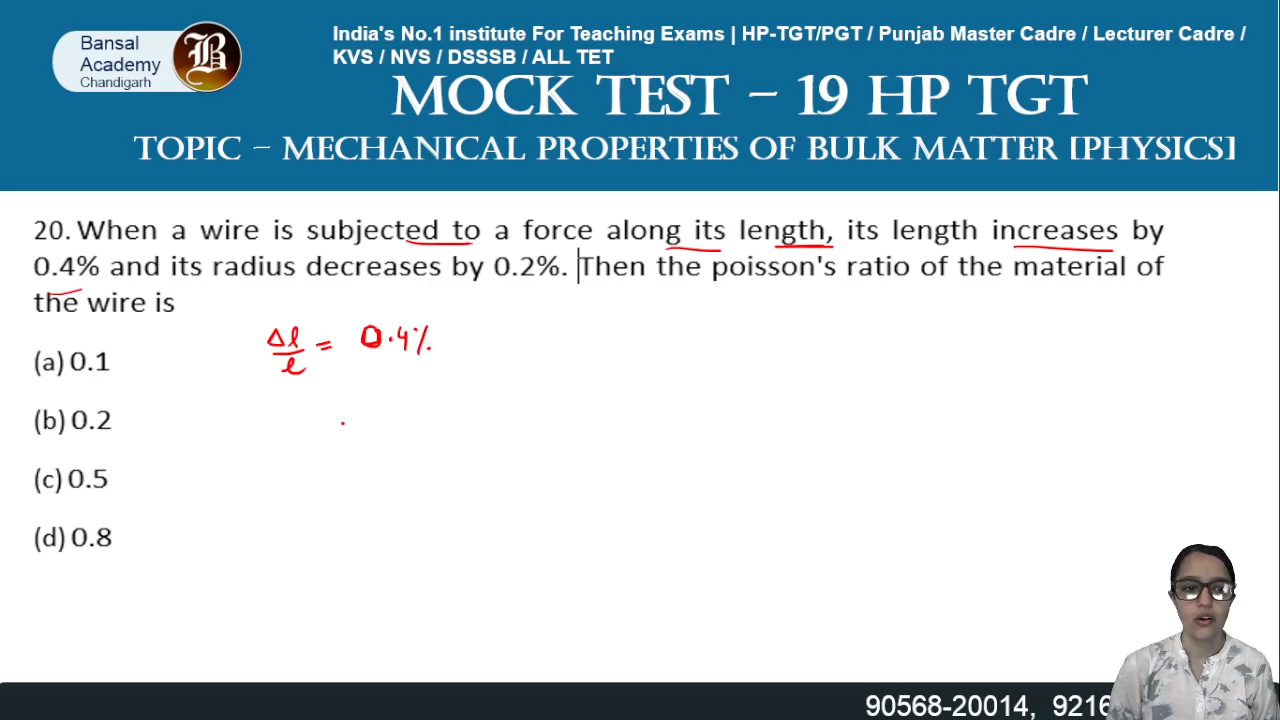 Bansal
Academy
Chandigarh
B
India's No.1 institute For Teaching Exams | HP-TGT/PGT / Punjab Master Cadre / Lecturer Cadre /
KVS / NVS / DSSSB / ALL TET
MOCK TEST – 19 HP TGT
TOPIC – MECHANICAL PROPERTIES OF BULK MATTER [PHYSICS]
20. When a wire is subjected to a force along its length, its length increases by
0.4% and its radius decreases by 0.2%. Then the poisson's ratio of the material of
the wire is
Δl/l = 0.4%
(a) 0.1
(b) 0.2
(c) 0.5
(d) 0.8
90568-20014, 9216